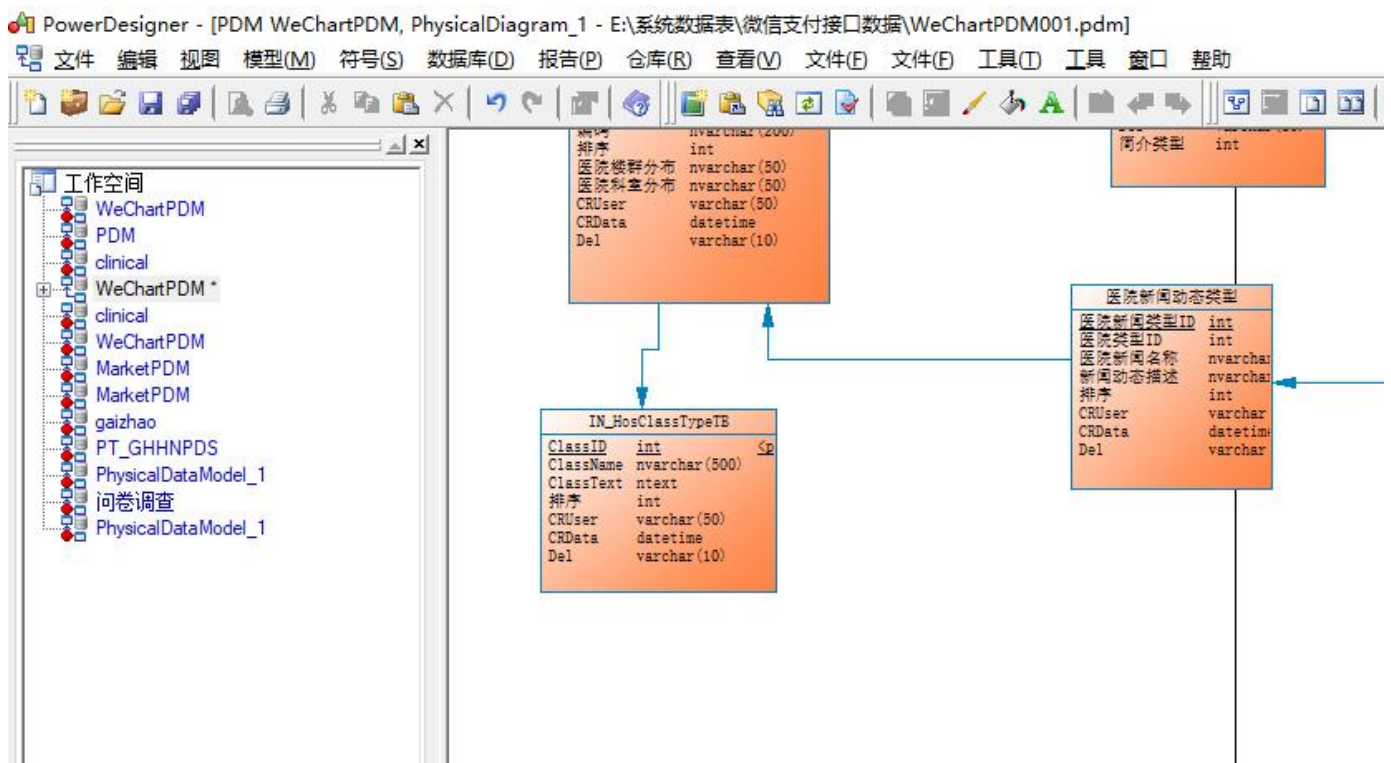 PowerDesigner - [PDM WeChartPDM, PhysicalDiagram_1 - E:\系统数据表\微信支付接口数据\WeChartPDM001.pdm]
文件 编辑 视图 模型(M) 符号(S) 数据库(D) 报告(P) 仓库(R) 查看(V) 文件(E) 文件(F) 工具(T) 工具 窗口 帮助
工作空间
WeChartPDM
PDM
clinical
WeChartPDM *
clinical
WeChartPDM
MarketPDM
MarketPDM
gaizhao
PT_GHHNPDS
PhysicalDataModel_1
问卷调查
PhysicalDataModel_1
编码 nvarchar(200)
排序 int
医院楼群分布 nvarchar(50)
医院科室分布 nvarchar(50)
CRUser varchar(50)
CRData datetime
Del varchar(10)
简介类型 int
医院新闻动态类型
医院新闻类型ID int
医院类型ID int
医院新闻名称 nvarchar
新闻动态描述 nvarchar
排序 int
CRUser varchar
CRData datetim
Del varchar
IN_HosClassTypeTB
ClassID int <p
ClassName nvarchar(500)
ClassText ntext
排序 int
CRUser varchar(50)
CRData datetime
Del varchar(10)